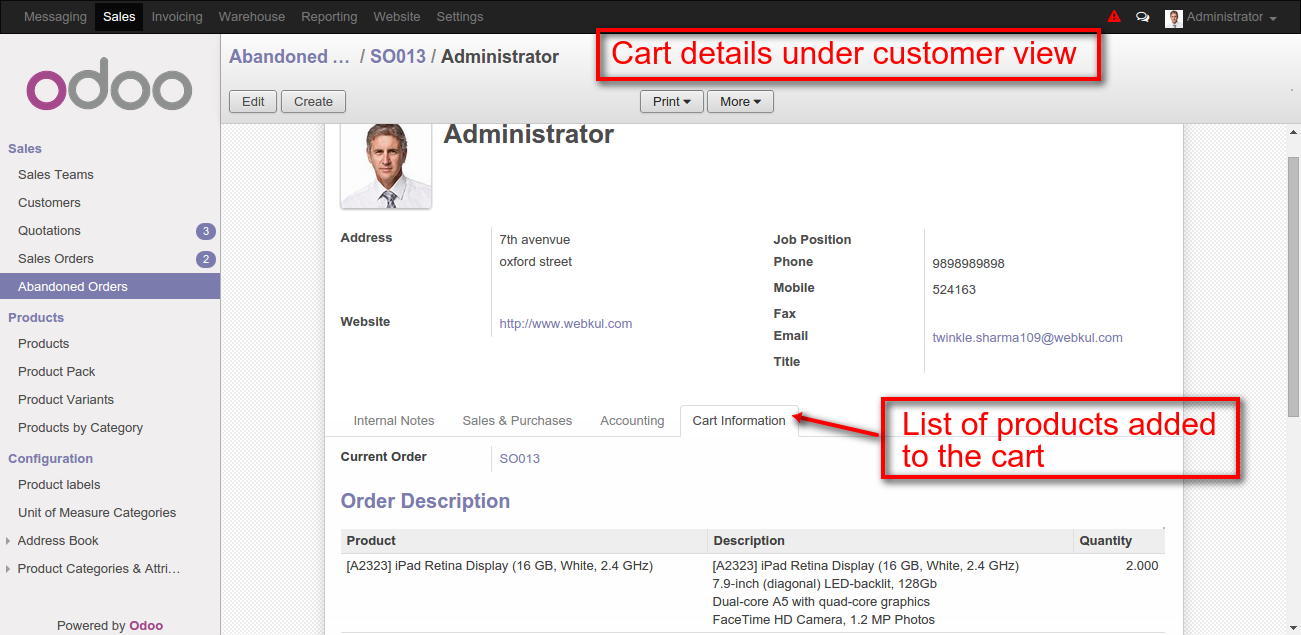 Messaging Sales Invoicing Warehouse Reporting Website Settings Administrator
odoo
Abandoned ... / SO013 / Administrator
Cart details under customer view
Edit Create Print More
Sales
Sales Teams
Customers
Quotations 3
Sales Orders 2
Abandoned Orders
Products
Products
Product Pack
Product Variants
Products by Category
Configuration
Product labels
Unit of Measure Categories
Address Book
Product Categories & Attri...
Powered by Odoo
Administrator
Address
7th avenvue
oxford street
Website http://www.webkul.com
Job Position
Phone 9898989898
Mobile 524163
Fax
Email twinkle.sharma109@webkul.com
Title
Internal Notes Sales & Purchases Accounting Cart Information
List of products added
to the cart
Current Order SO013
Order Description
Product Description Quantity
[A2323] iPad Retina Display (16 GB, White, 2.4 GHz) [A2323] iPad Retina Display (16 GB, White, 2.4 GHz) 2.000
7.9-inch (diagonal) LED-backlit, 128Gb
Dual-core A5 with quad-core graphics
FaceTime HD Camera, 1.2 MP Photos